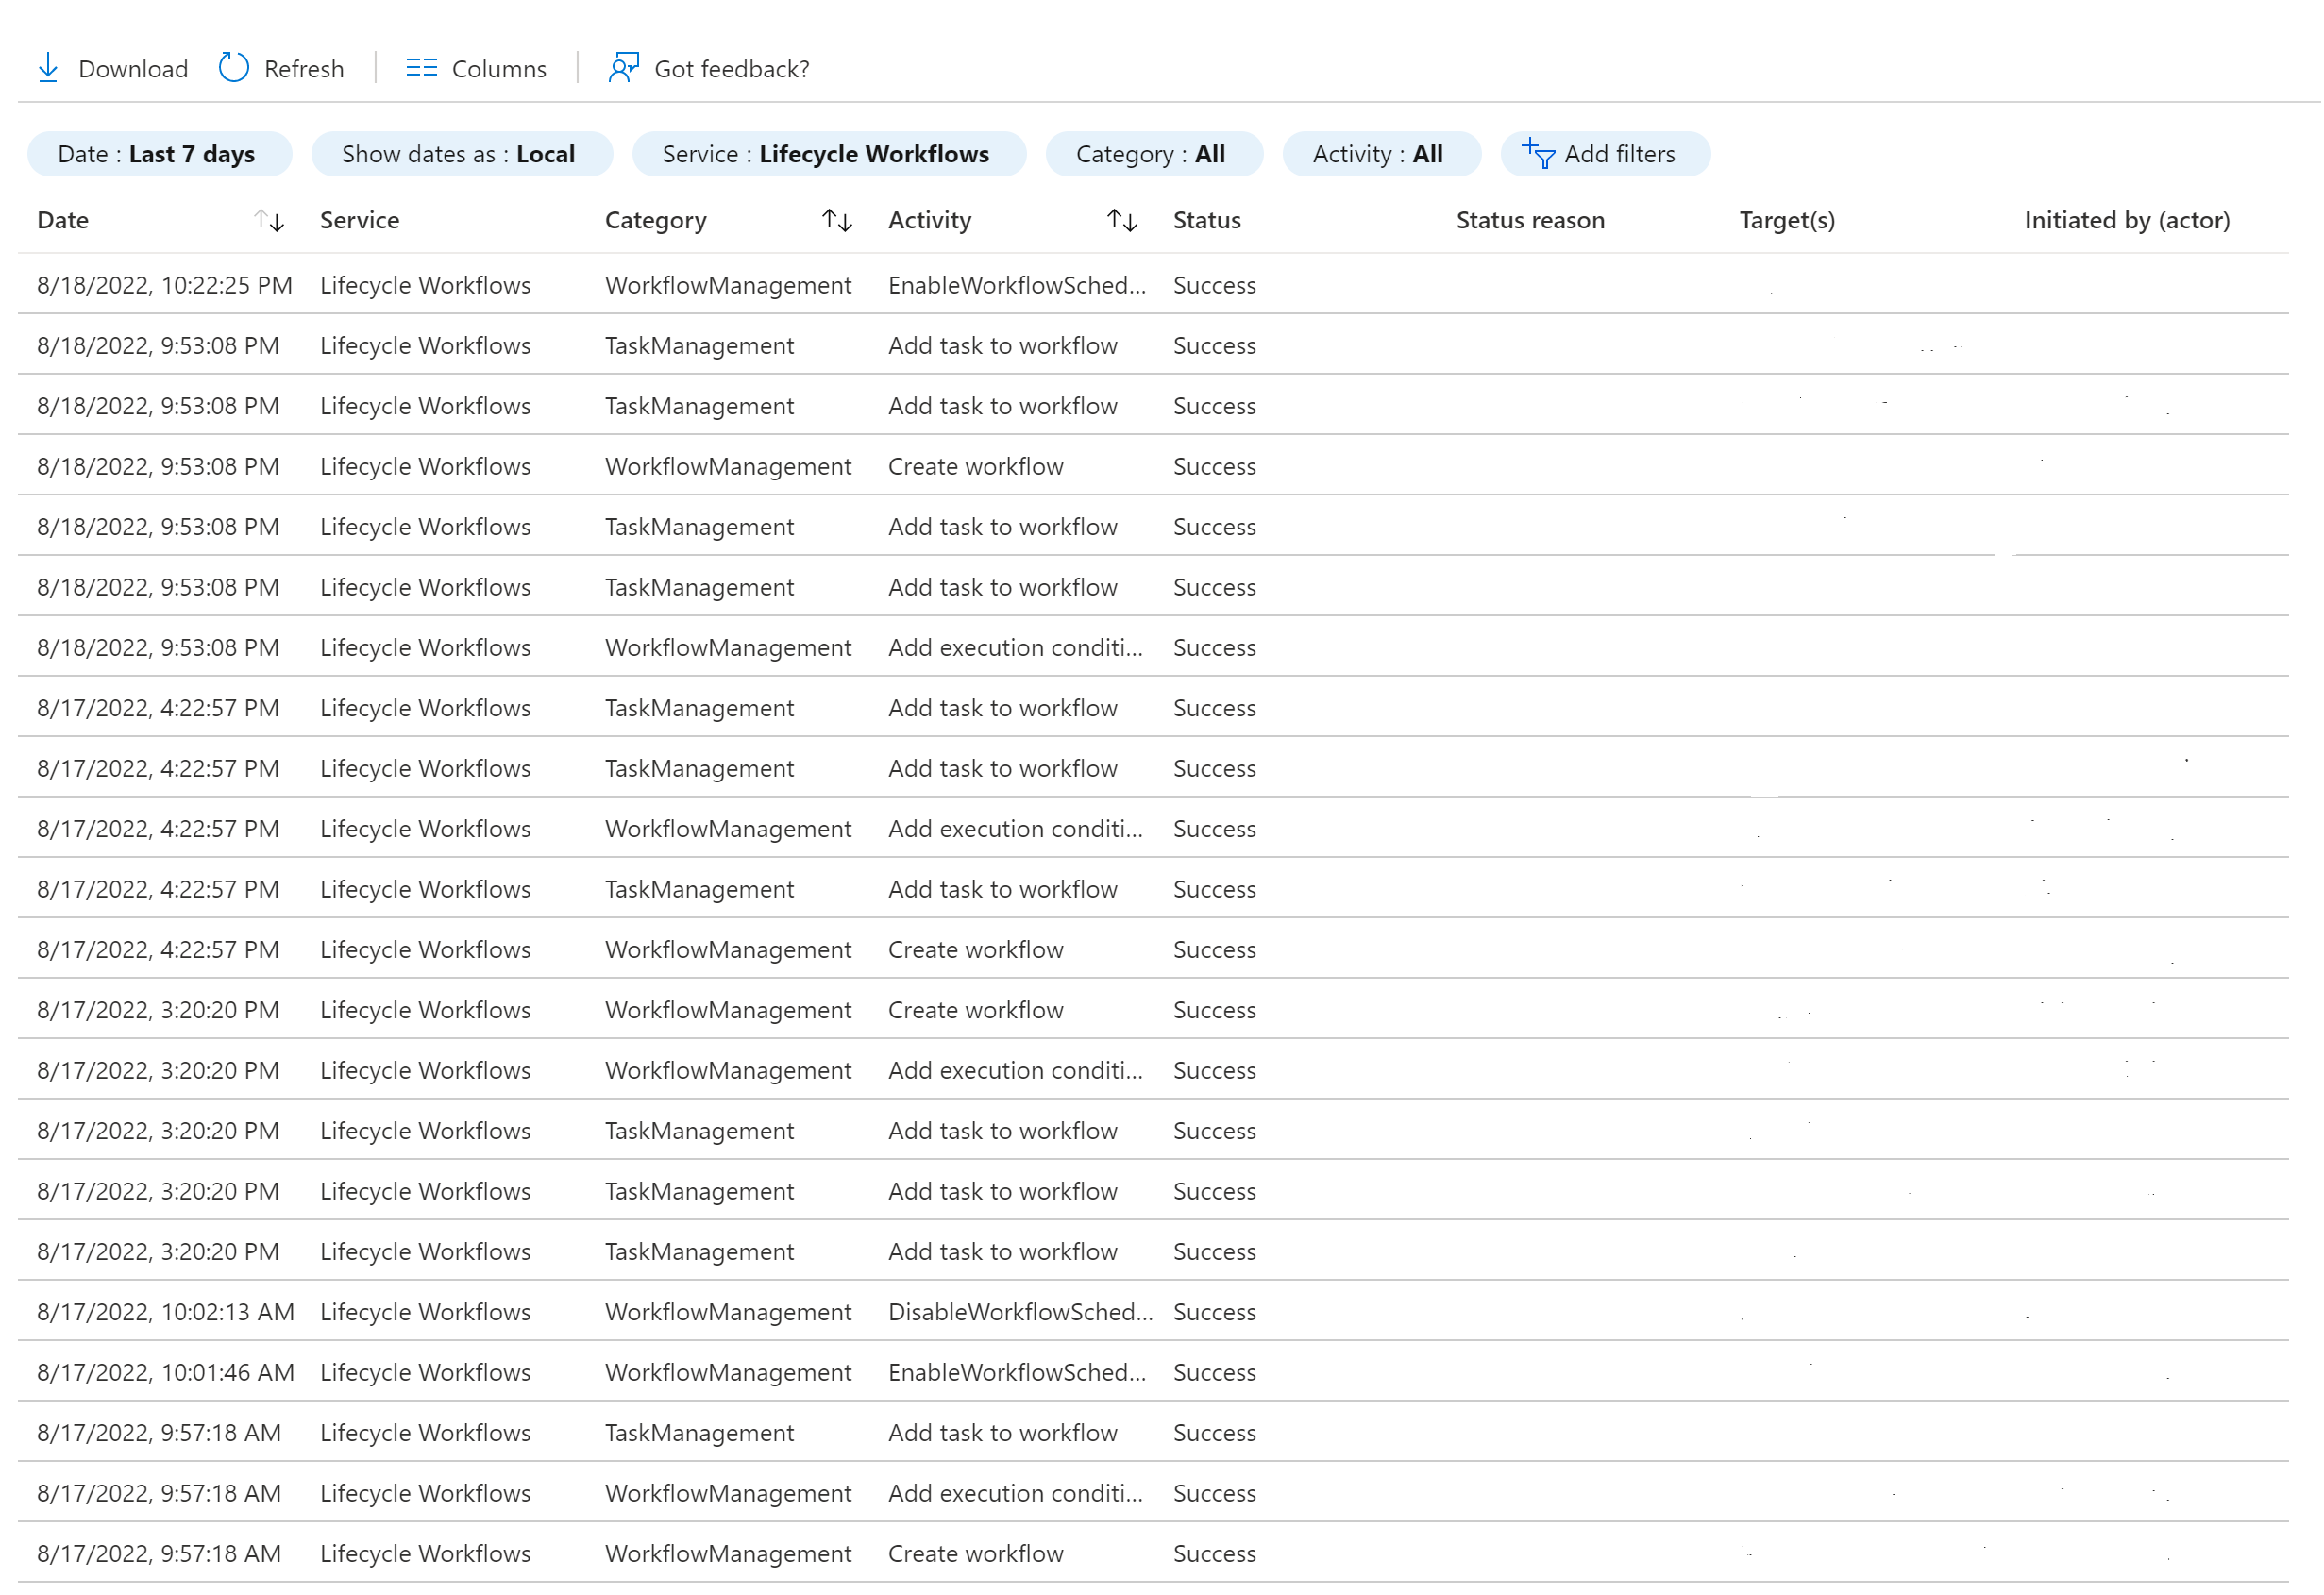 Download Refresh Columns Got feedback?
Date : Last 7 days Show dates as : Local Service : Lifecycle Workflows Category : All Activity : All Add filters
Date Service Category Activity Status Status reason Target(s) Initiated by (actor)
8/18/2022, 10:22:25 PM Lifecycle Workflows WorkflowManagement EnableWorkflowSched... Success
8/18/2022, 9:53:08 PM Lifecycle Workflows TaskManagement Add task to workflow Success
8/18/2022, 9:53:08 PM Lifecycle Workflows TaskManagement Add task to workflow Success
8/18/2022, 9:53:08 PM Lifecycle Workflows WorkflowManagement Create workflow Success
8/18/2022, 9:53:08 PM Lifecycle Workflows TaskManagement Add task to workflow Success
8/18/2022, 9:53:08 PM Lifecycle Workflows TaskManagement Add task to workflow Success
8/18/2022, 9:53:08 PM Lifecycle Workflows WorkflowManagement Add execution conditi... Success
8/17/2022, 4:22:57 PM Lifecycle Workflows TaskManagement Add task to workflow Success
8/17/2022, 4:22:57 PM Lifecycle Workflows TaskManagement Add task to workflow Success
8/17/2022, 4:22:57 PM Lifecycle Workflows WorkflowManagement Add execution conditi... Success
8/17/2022, 4:22:57 PM Lifecycle Workflows TaskManagement Add task to workflow Success
8/17/2022, 4:22:57 PM Lifecycle Workflows WorkflowManagement Create workflow Success
8/17/2022, 3:20:20 PM Lifecycle Workflows WorkflowManagement Create workflow Success
8/17/2022, 3:20:20 PM Lifecycle Workflows WorkflowManagement Add execution conditi... Success
8/17/2022, 3:20:20 PM Lifecycle Workflows TaskManagement Add task to workflow Success
8/17/2022, 3:20:20 PM Lifecycle Workflows TaskManagement Add task to workflow Success
8/17/2022, 3:20:20 PM Lifecycle Workflows TaskManagement Add task to workflow Success
8/17/2022, 10:02:13 AM Lifecycle Workflows WorkflowManagement DisableWorkflowSched... Success
8/17/2022, 10:01:46 AM Lifecycle Workflows WorkflowManagement EnableWorkflowSched... Success
8/17/2022, 9:57:18 AM Lifecycle Workflows TaskManagement Add task to workflow Success
8/17/2022, 9:57:18 AM Lifecycle Workflows WorkflowManagement Add execution conditi... Success
8/17/2022, 9:57:18 AM Lifecycle Workflows WorkflowManagement Create workflow Success